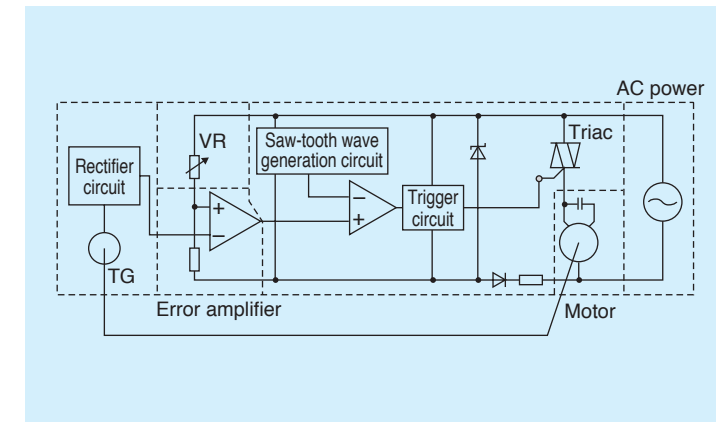 AC power
VR
Saw-tooth wave
generation circuit
Triac
Rectifier
circuit
+
−
−
+
Trigger
circuit
TG
Error amplifier
Motor